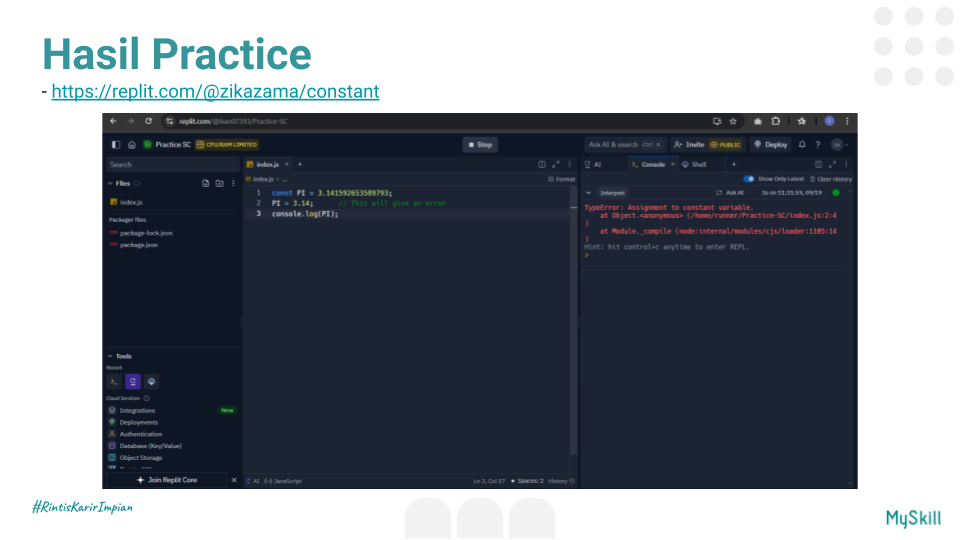 Hasil Practice
- https://replit.com/@zikazama/constant
replit.com/@ikan07393/Practice-SC
Practice SC
CPU/RAM LIMITED
Stop
Ask AI & search
Ctrl K
Invite
PUBLIC
Deploy
Search
index.js
AI
Console
Shell
Files
index.js > ...
Format
Show Only Latest
Clear History
index.js
Packager files
package-lock.json
package.json
1 const PI = 3.141592653589793;
2 PI = 3.14; // This will give an error
3 console.log(PI);
Interpret
Ask AI
3s on 11:31:59, 09/19
TypeError: Assignment to constant variable.
at Object.<anonymous> (/home/runner/Practice-SC/index.js:2:4
)
at Module._compile (node:internal/modules/cjs/loader:1105:14
)
Hint: hit control+c anytime to enter REPL.
>
Tools
Recent
Cloud Services
Integrations
New
Deployments
Authentication
Database (Key/Value)
Object Storage
Join Replit Core
AI
JavaScript
Spaces: 2
History
#RintisKarirImpian
MySkill